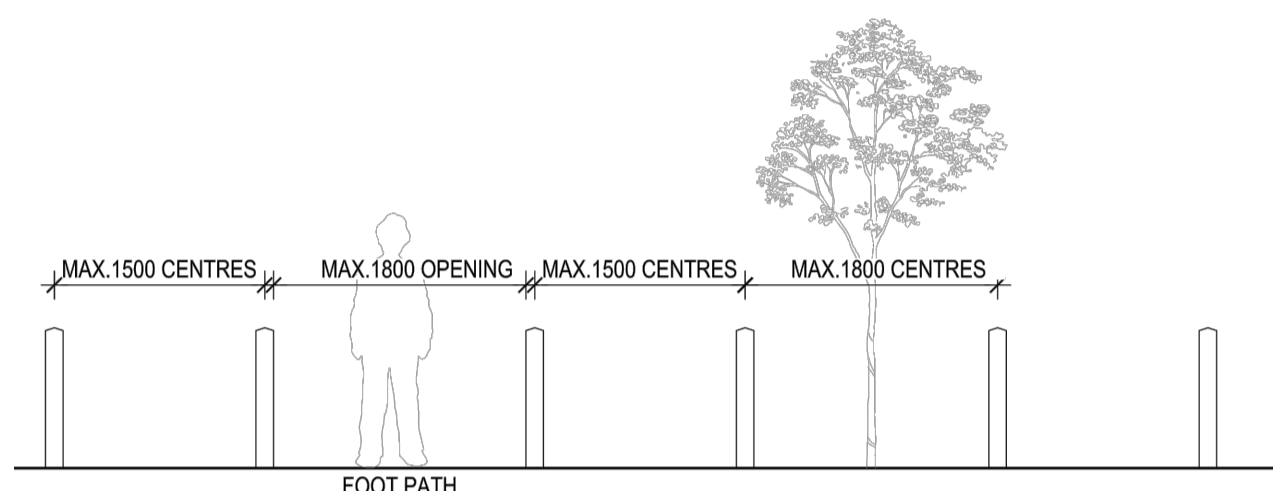 MAX.1500 CENTRES
MAX.1800 OPENING
MAX.1500 CENTRES
MAX.1800 CENTRES
FOOT PATH